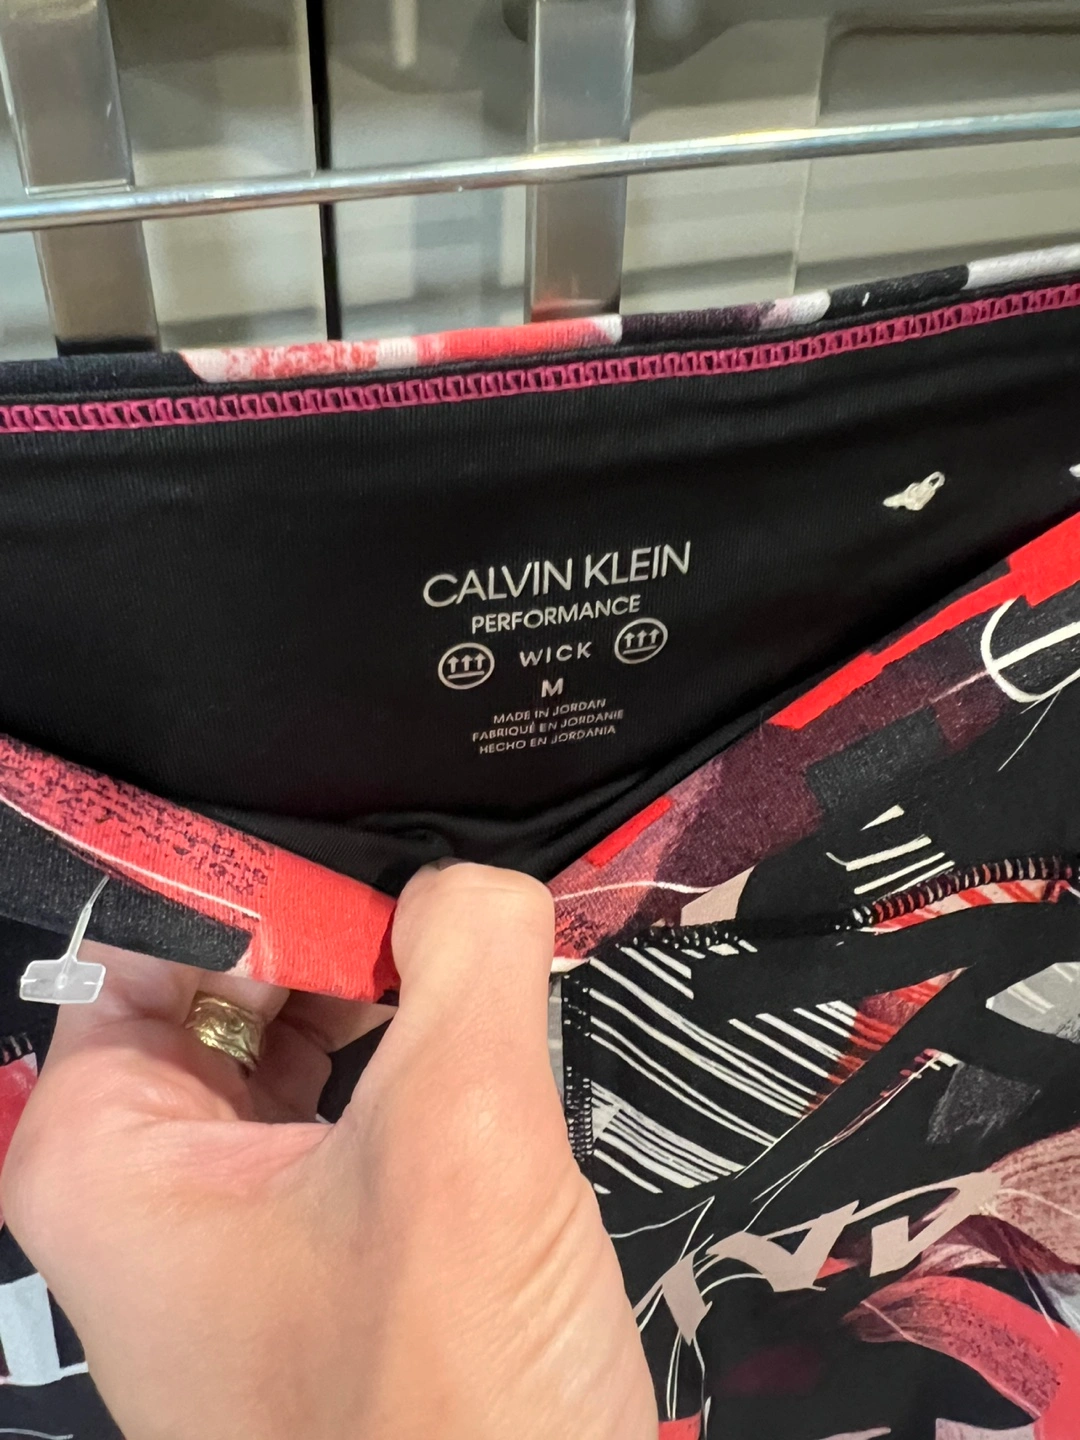 CALVIN KLEIN
PERFORMANCE
WICK
M
MADE IN JORDAN
FABRIQUÉ EN JORDANIE
HECHO EN JORDANIA